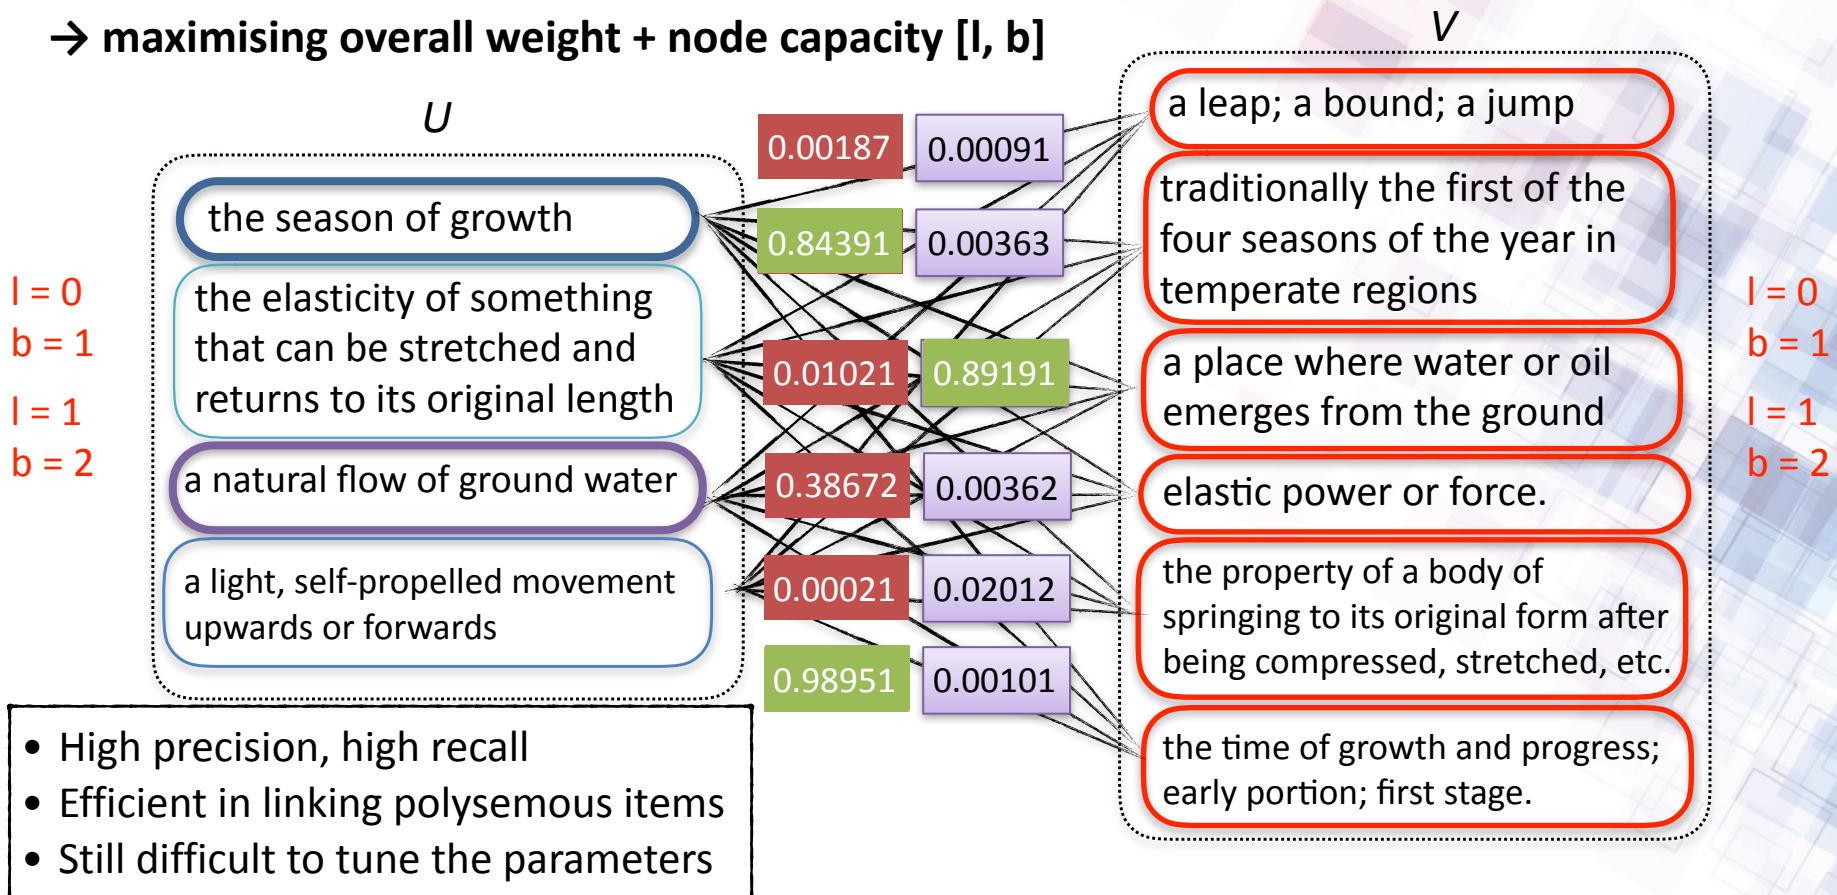 → maximising overall weight + node capacity [l, b]
U
the season of growth
the elasticity of something
that can be stretched and
returns to its original length
a natural flow of ground water
a light, self-propelled movement
upwards or forwards
l = 0
b = 1
l = 1
b = 2
0.00187 0.00091
0.84391 0.00363
0.01021 0.89191
0.38672 0.00362
0.00021 0.02012
0.98951 0.00101
V
a leap; a bound; a jump
traditionally the first of the
four seasons of the year in
temperate regions
a place where water or oil
emerges from the ground
elastic power or force.
the property of a body of
springing to its original form after
being compressed, stretched, etc.
the time of growth and progress;
early portion; first stage.
l = 0
b = 1
l = 1
b = 2
• High precision, high recall
• Efficient in linking polysemous items
• Still difficult to tune the parameters